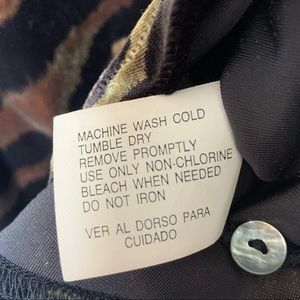 MACHINE WASH COLD
TUMBLE DRY
REMOVE PROMPTLY
USE ONLY NON-CHLORINE
BLEACH WHEN NEEDED
DO NOT IRON
VER AL DORSO PARA
CUIDADO